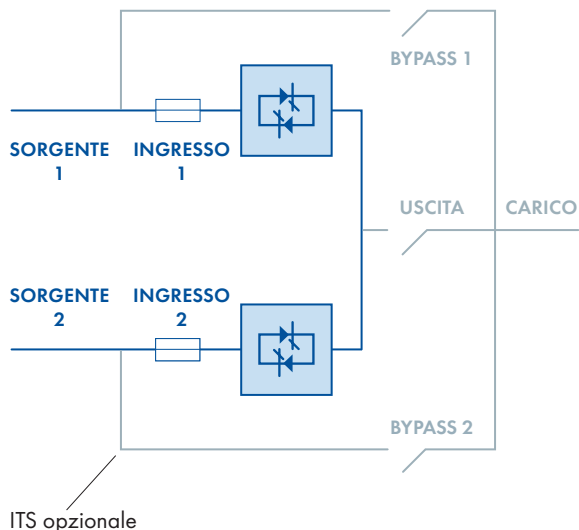 BYPASS 1
SORGENTE
1
INGRESSO
1
USCITA
CARICO
SORGENTE
2
INGRESSO
2
BYPASS 2
ITS opzionale